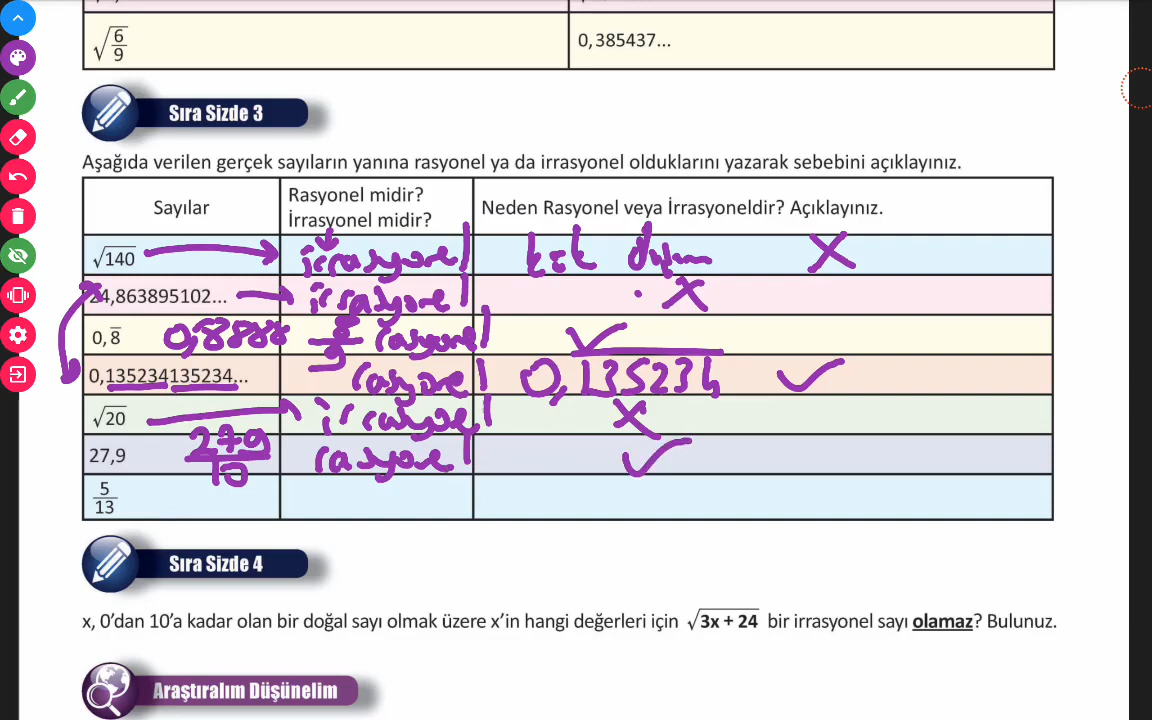 √6/9 0,385437...
Sıra Sizde 3
Aşağıda verilen gerçek sayıların yanına rasyonel ya da irrasyonel olduklarını yazarak sebebini açıklayınız.
Sayılar Rasyonel midir? Neden Rasyonel veya İrrasyoneldir? Açıklayınız.
İrrasyonel midir?
√140 irrasyonel kök dışım X
24,863895102... irrasyonel X
0,8̅ 0,8888 8/9 rasyonel ✓
0,135234135234... rasyonel 0,135234 ✓
√20 irrasyonel X
27,9 279/10 rasyonel ✓
5/13
Sıra Sizde 4
x, 0’dan 10’a kadar olan bir doğal sayı olmak üzere x’in hangi değerleri için √3x + 24 bir irrasyonel sayı olamaz? Bulunuz.
Araştıralım Düşünelim